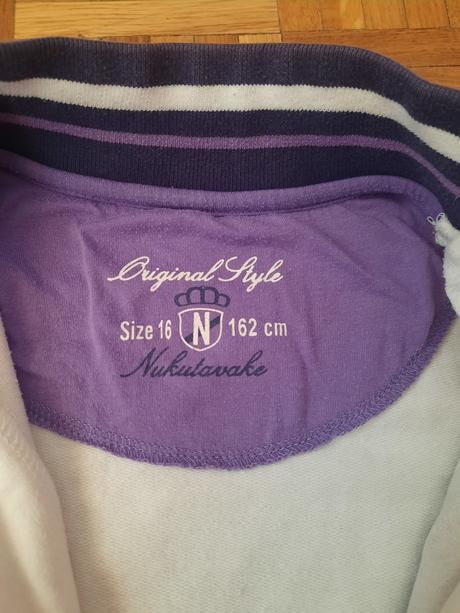 Original Style
Size 16 N 162 cm
Nukutavake